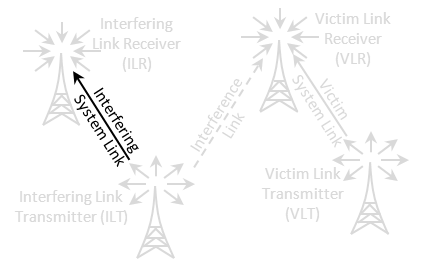 Interfering
Link Receiver
(ILR)
Victim Link
Receiver
(VLR)
Interfering
System Link
Interference
Link
Victim
System Link
Interfering Link
Transmitter (ILT)
Victim Link
Transmitter
(VLT)